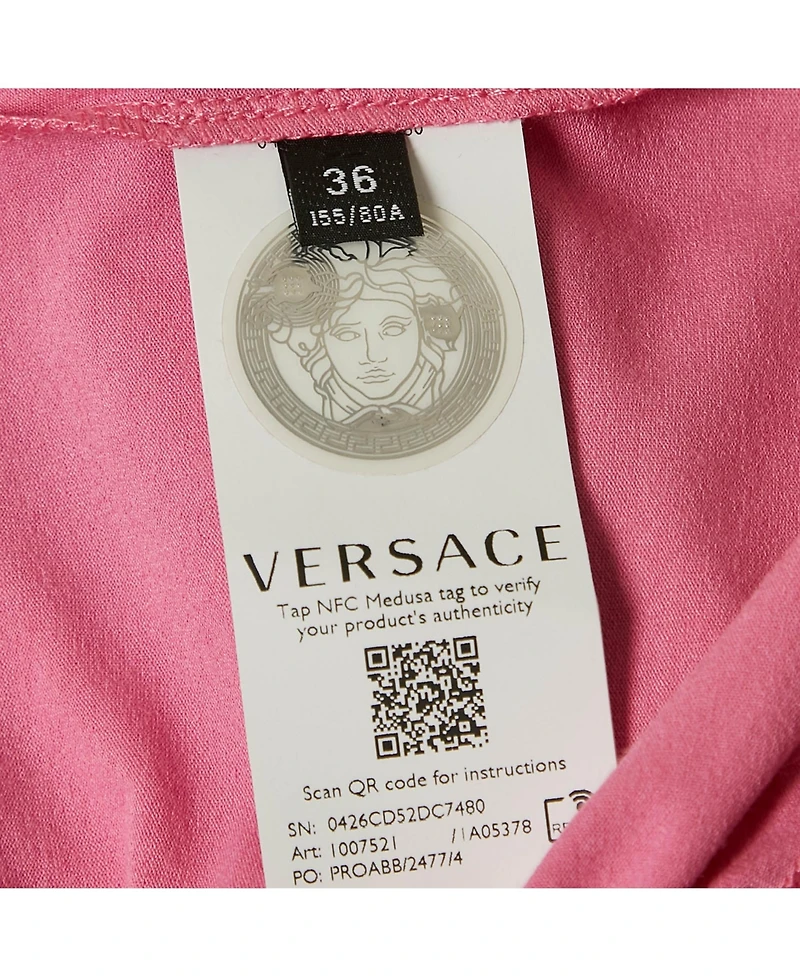 36
155/80A
VERSACE
Tap NFC Medusa tag to verify
your product's authenticity
Scan QR code for instructions
SN: 0426CD52DC7480
Art: 1007521 /1A05378
PO: PROABB/2477/4